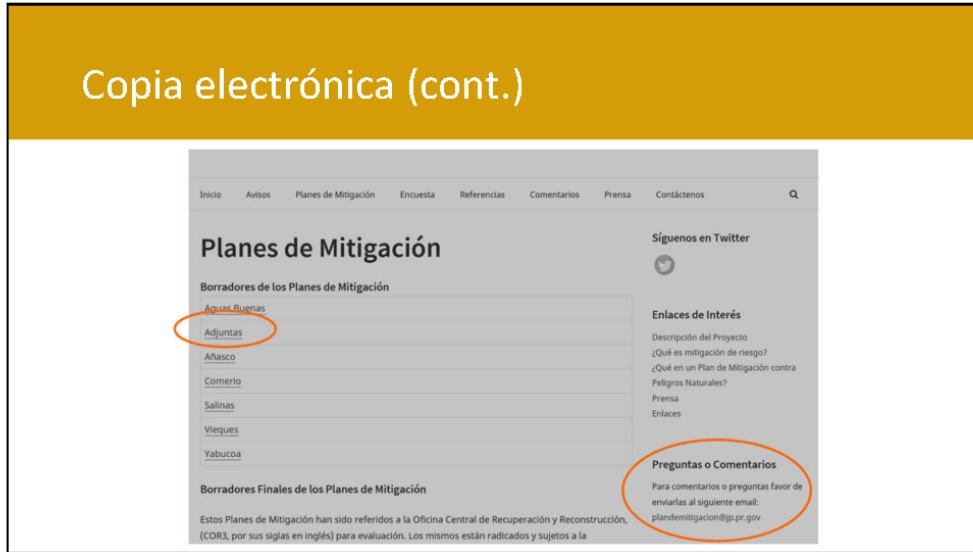 Copia electrónica (cont.)
Inicio Avisos Planes de Mitigación Encuesta Referencias Comentarios Prensa Contáctenos
Planes de Mitigación
Borradores de los Planes de Mitigación
Aguas Buenas
Adjuntas
Añasco
Comerio
Salinas
Vieques
Yabucoa
Borradores Finales de los Planes de Mitigación
Estos Planes de Mitigación han sido referidos a la Oficina Central de Recuperación y Reconstrucción,
(COR3, por sus siglas en inglés) para evaluación. Los mismos están radicados y sujetos a la
Síguenos en Twitter
Enlaces de Interés
Descripción del Proyecto
¿Qué es mitigación de riesgo?
¿Qué en un Plan de Mitigación contra
Peligros Naturales?
Prensa
Enlaces
Preguntas o Comentarios
Para comentarios o preguntas favor de
enviarlas al siguiente email:
plandemitigacion@jp.pr.gov